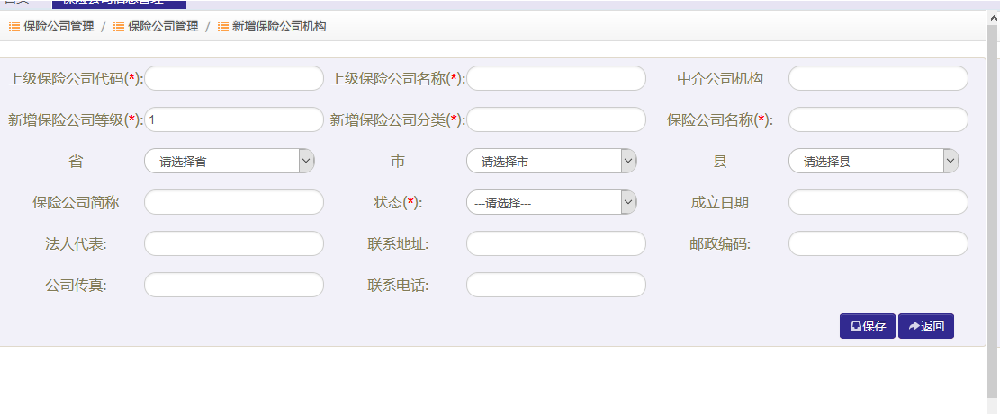 保险公司管理 / 保险公司管理 / 新增保险公司机构
上级保险公司代码(*): 上级保险公司名称(*): 中介公司机构
新增保险公司等级(*): 1 新增保险公司分类(*): 保险公司名称(*):
省 --请选择省-- 市 --请选择市-- 县 --请选择县--
保险公司简称 状态(*): ---请选择--- 成立日期
法人代表: 联系地址: 邮政编码:
公司传真: 联系电话:
保存 返回